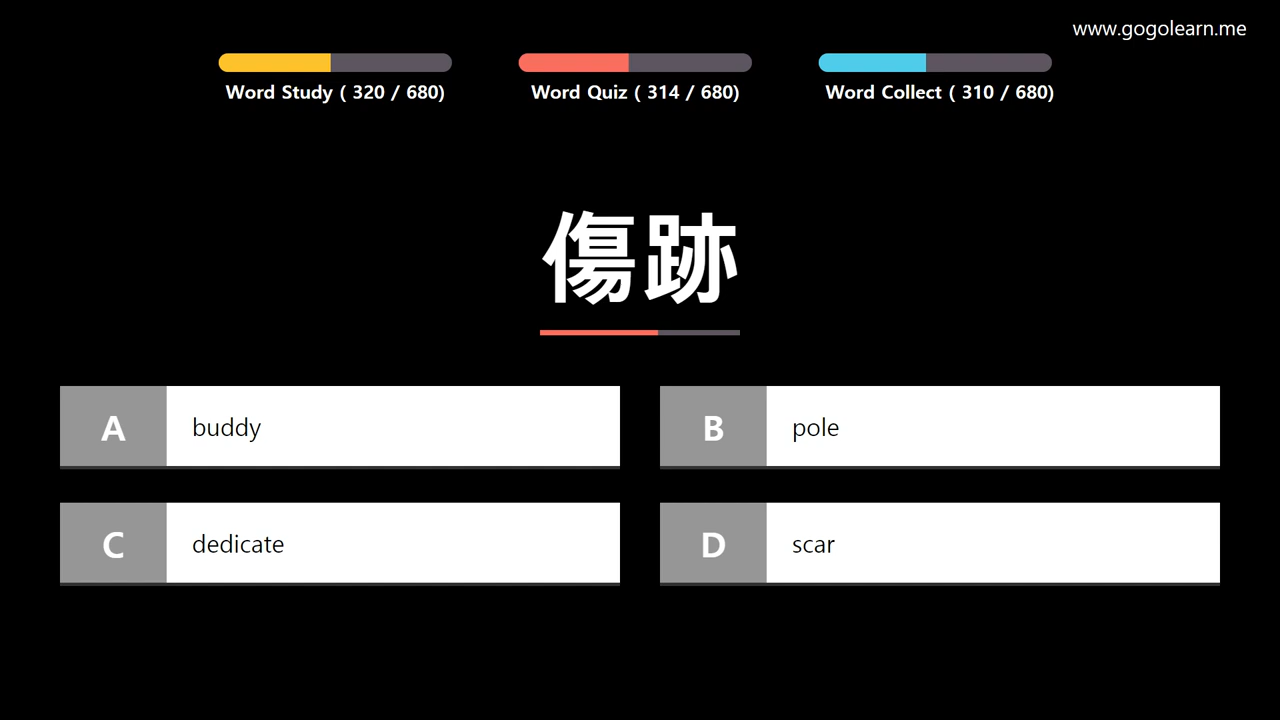 www.gogolearn.me
Word Study ( 320 / 680)
Word Quiz ( 314 / 680)
Word Collect ( 310 / 680)
傷跡
A buddy
B pole
C dedicate
D scar